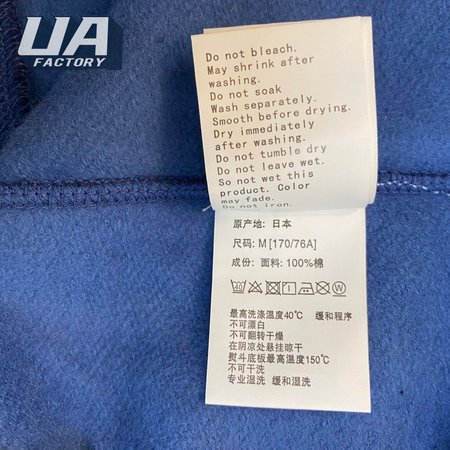 UA
FACTORY
Do not bleach.
May shrink after
washing.
Do not soak
Wash separately.
Smooth before drying.
Dry immediately
after washing.
Do not tumble dry
Do not leave wet.
So not wet this
product. Color
may fade.
Do not iron.
原产地: 日本
尺码: M [170/76A]
成份: 面料: 100%棉
最高洗涤温度40℃ 缓和程序
不可漂白
不可翻转干燥
在阴凉处悬挂晾干
熨斗底板最高温度150℃
不可干洗
专业湿洗 缓和湿洗